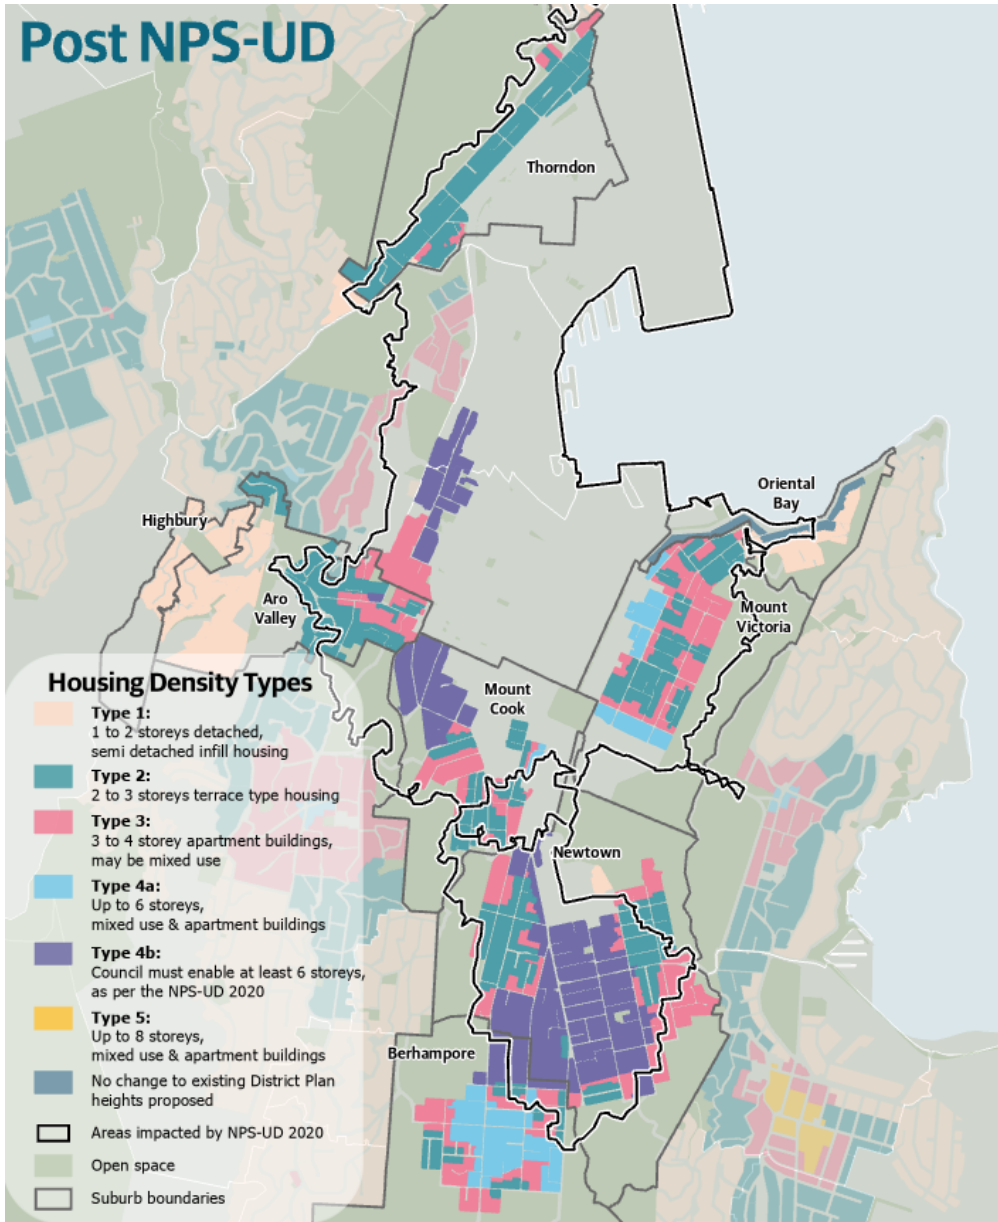 Post NPS-UD
Thorndon
Oriental
Bay
Highbury
Aro
Valley
Mount
Victoria
Mount
Cook
Newtown
Berhampore
Housing Density Types
Type 1:
1 to 2 storeys detached,
semi detached infill housing
Type 2:
2 to 3 storeys terrace type housing
Type 3:
3 to 4 storey apartment buildings,
may be mixed use
Type 4a:
Up to 6 storeys,
mixed use & apartment buildings
Type 4b:
Council must enable at least 6 storeys,
as per the NPS-UD 2020
Type 5:
Up to 8 storeys,
mixed use & apartment buildings
No change to existing District Plan
heights proposed
Areas impacted by NPS-UD 2020
Open space
Suburb boundaries